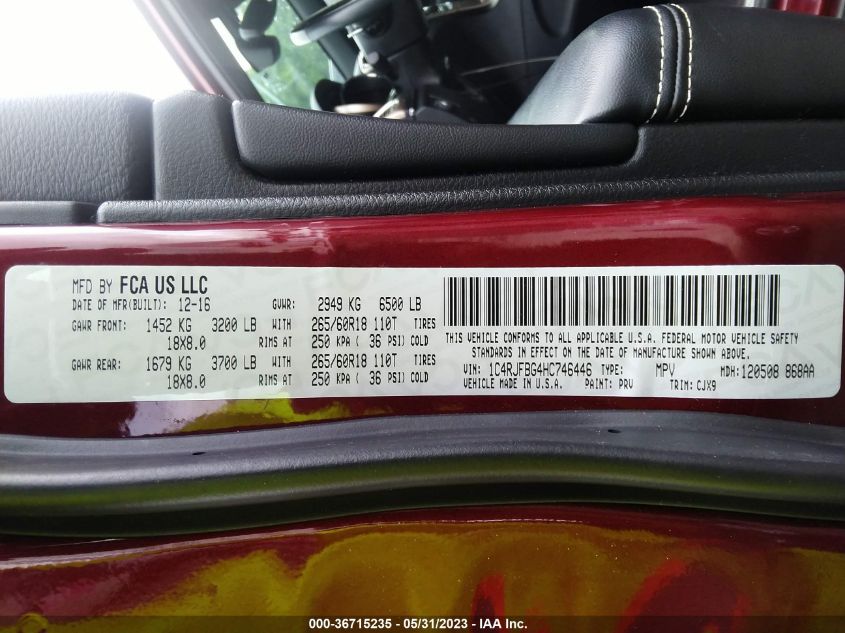 MFD BY FCA US LLC
DATE OF MFR(BUILT): 12-16 GVWR: 2949 KG 6500 LB
GAWR FRONT: 1452 KG 3200 LB WITH 265/60R18 110T TIRES
18X8.0 RIMS AT 250 KPA ( 36 PSI) COLD
GAWR REAR: 1679 KG 3700 LB WITH 265/60R18 110T TIRES
18X8.0 RIMS AT 250 KPA ( 36 PSI) COLD
THIS VEHICLE CONFORMS TO ALL APPLICABLE U.S.A. FEDERAL MOTOR VEHICLE SAFETY
STANDARDS IN EFFECT ON THE DATE OF MANUFACTURE SHOWN ABOVE.
VIN: 1C4RJFBG4HC746446 TYPE: MPV MDH: 120508 868AA
VEHICLE MADE IN U.S.A. PAINT: PRV TRIM: CJX9
000-36715235 - 05/31/2023 - IAA Inc.